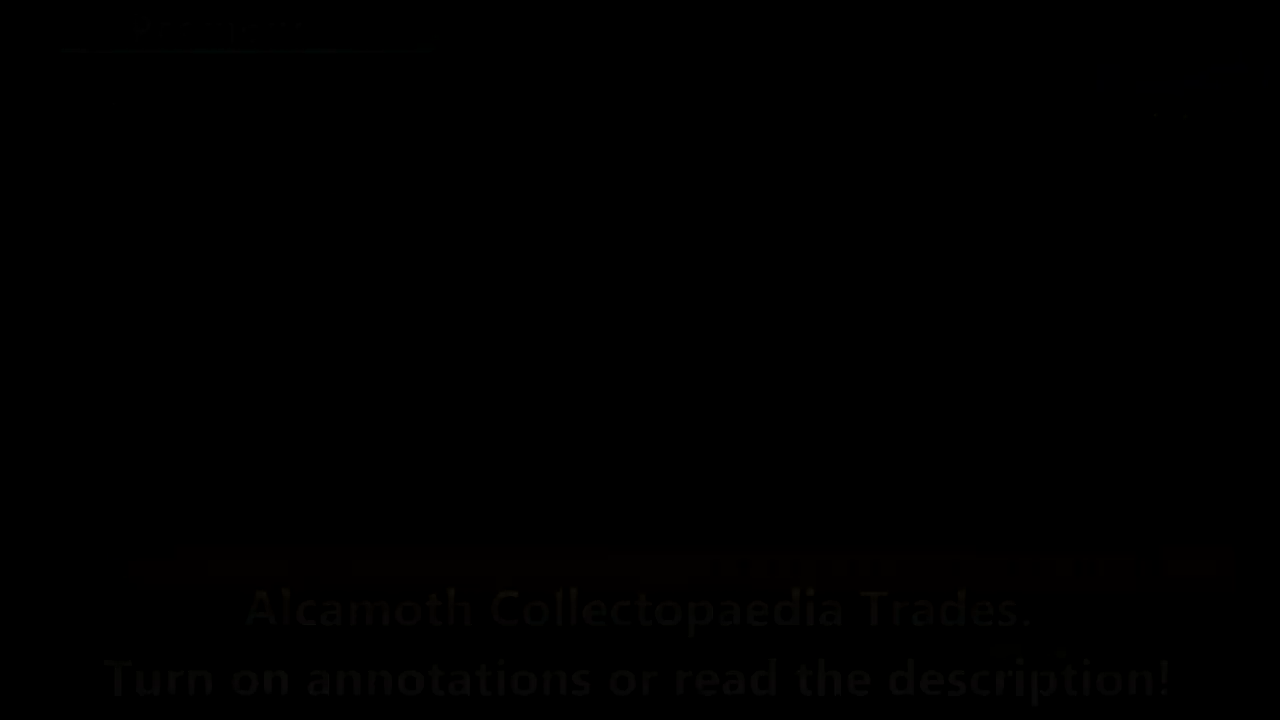 Alcamoth Collectopaedia Trades.
Turn on annotations or read the description!